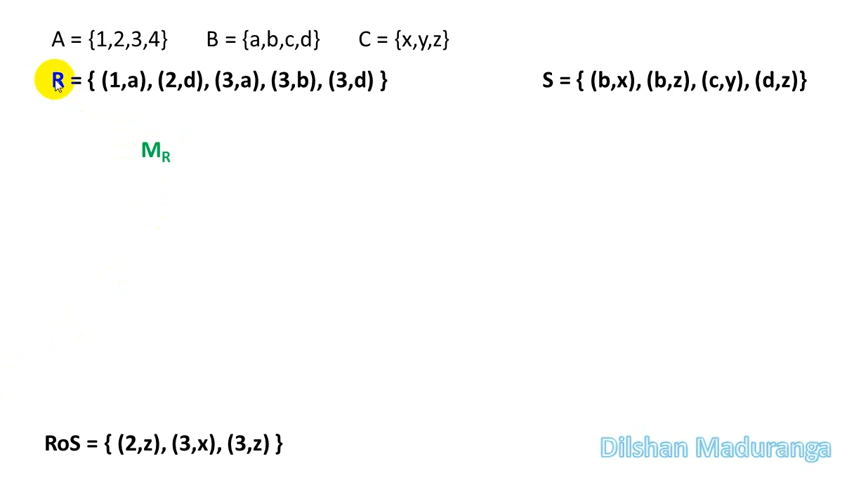 A = {1,2,3,4} B = {a,b,c,d} C = {x,y,z}
R = { (1,a), (2,d), (3,a), (3,b), (3,d) } S = { (b,x), (b,z), (c,y), (d,z)}
MR
RoS = { (2,z), (3,x), (3,z) }
Dilshan Maduranga